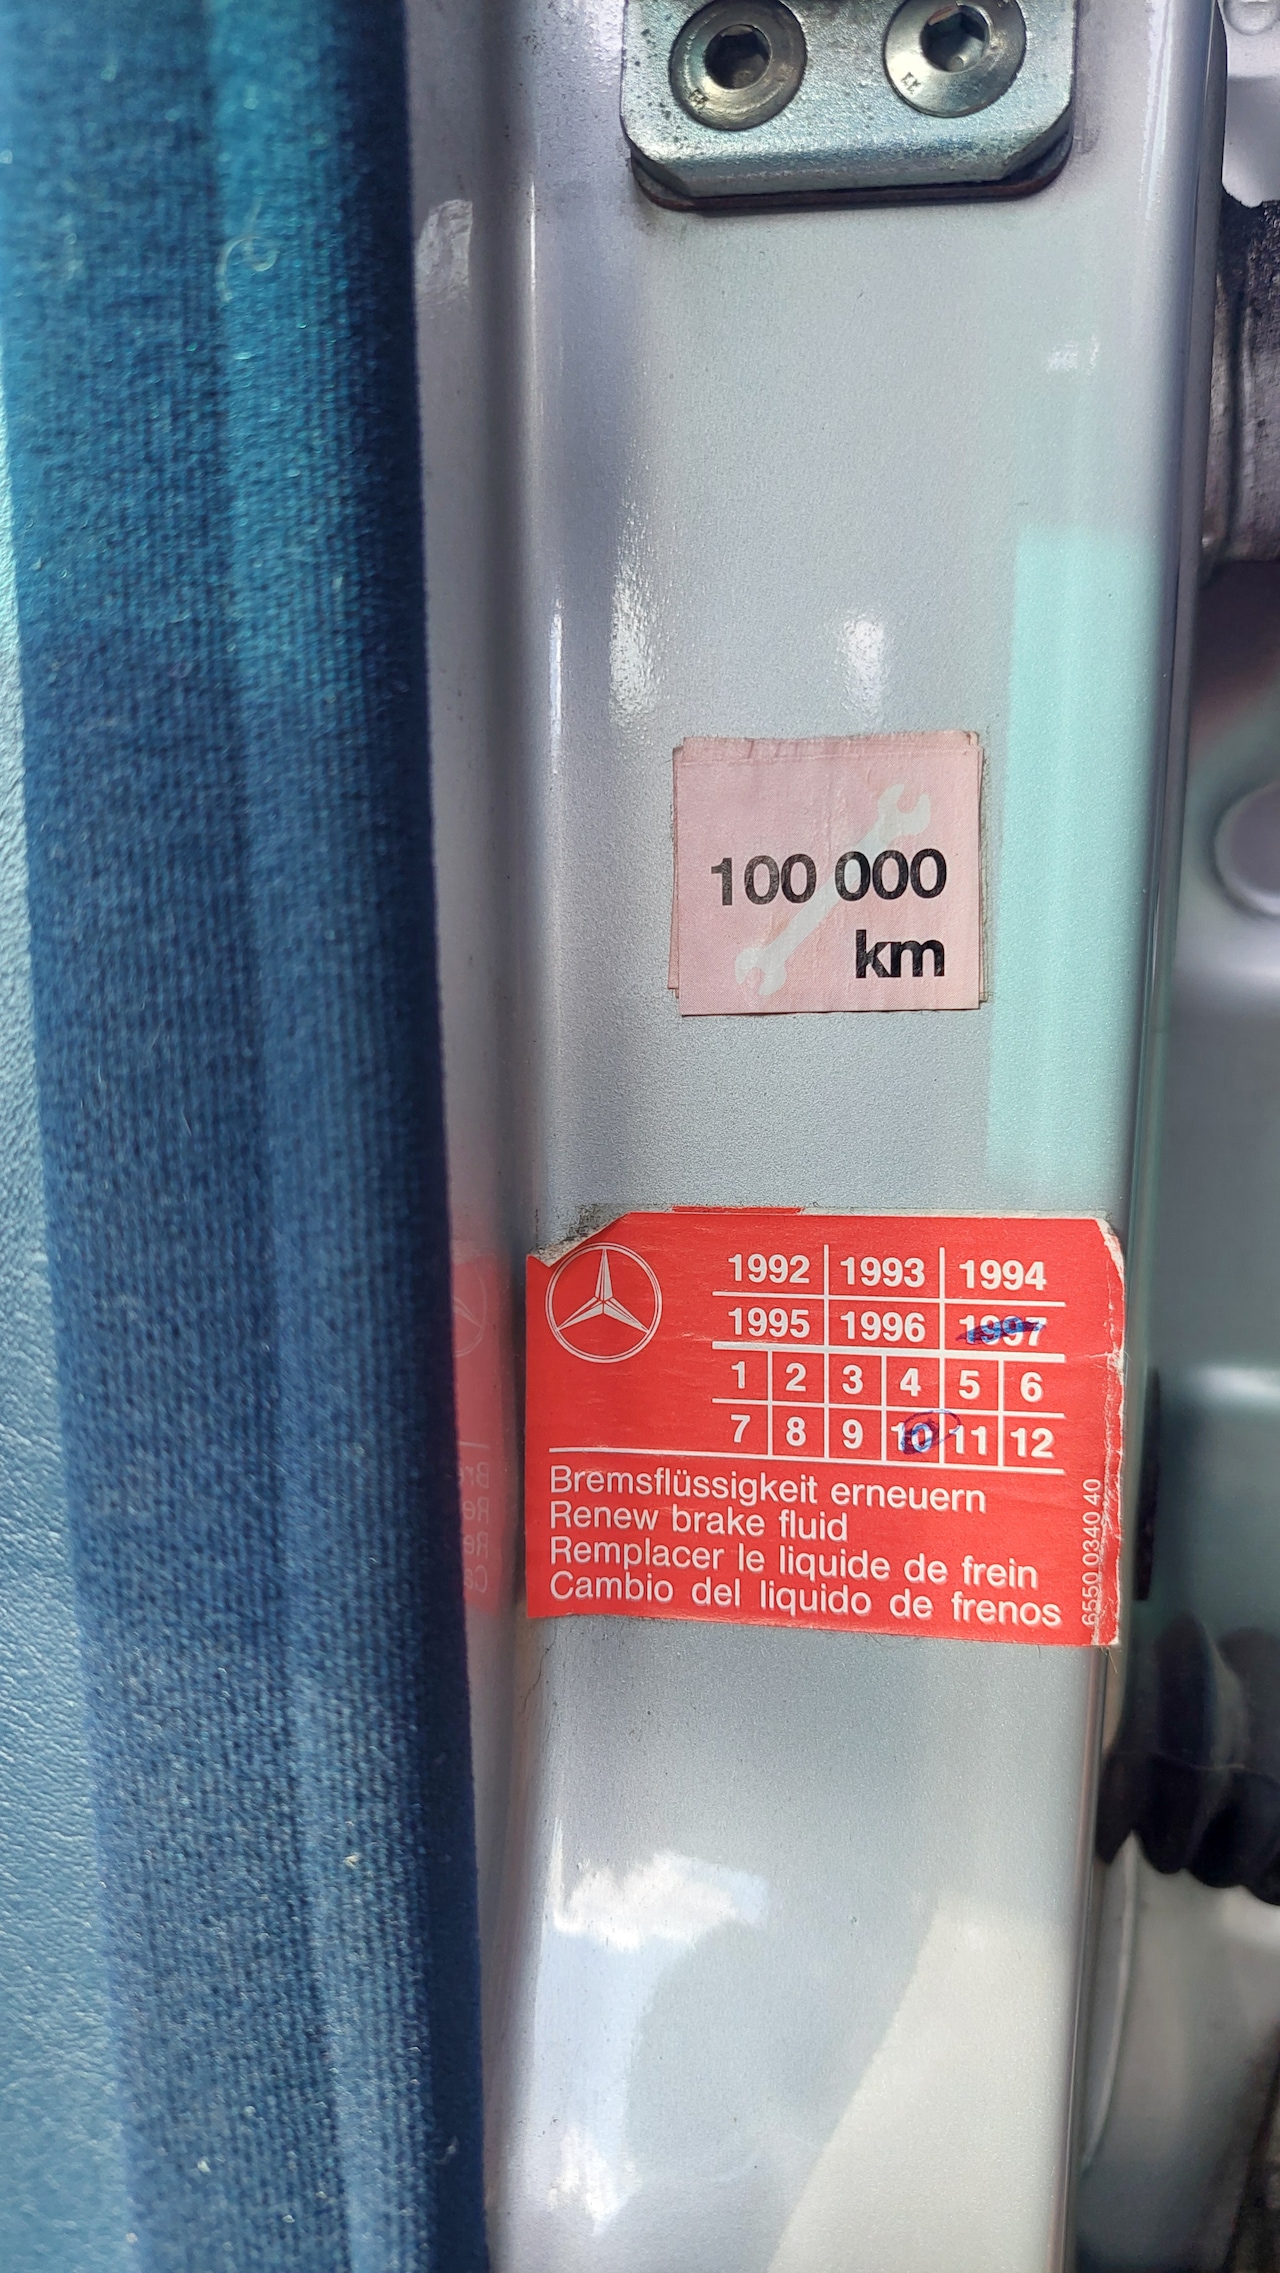 100 000
km
1992 1993 1994
1995 1996 1997
1 2 3 4 5 6
7 8 9 10 11 12
Bremsflüssigkeit erneuern
Renew brake fluid
Remplacer le liquide de frein
Cambio del liquido de frenos
6550 0340 40